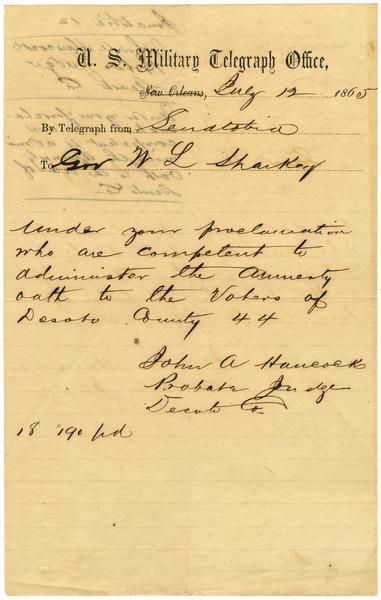 U. S. Military Telegraph Office,
New Orleans, July 12 1865
By Telegraph from Senatobia
To Gov W L Sharkey
Under your proclamation
who are competent to
administer the Amnesty
oath to the Voters of
Desoto County 44
John A Hancock
Probate Judge
Desoto Co
18 190 pd